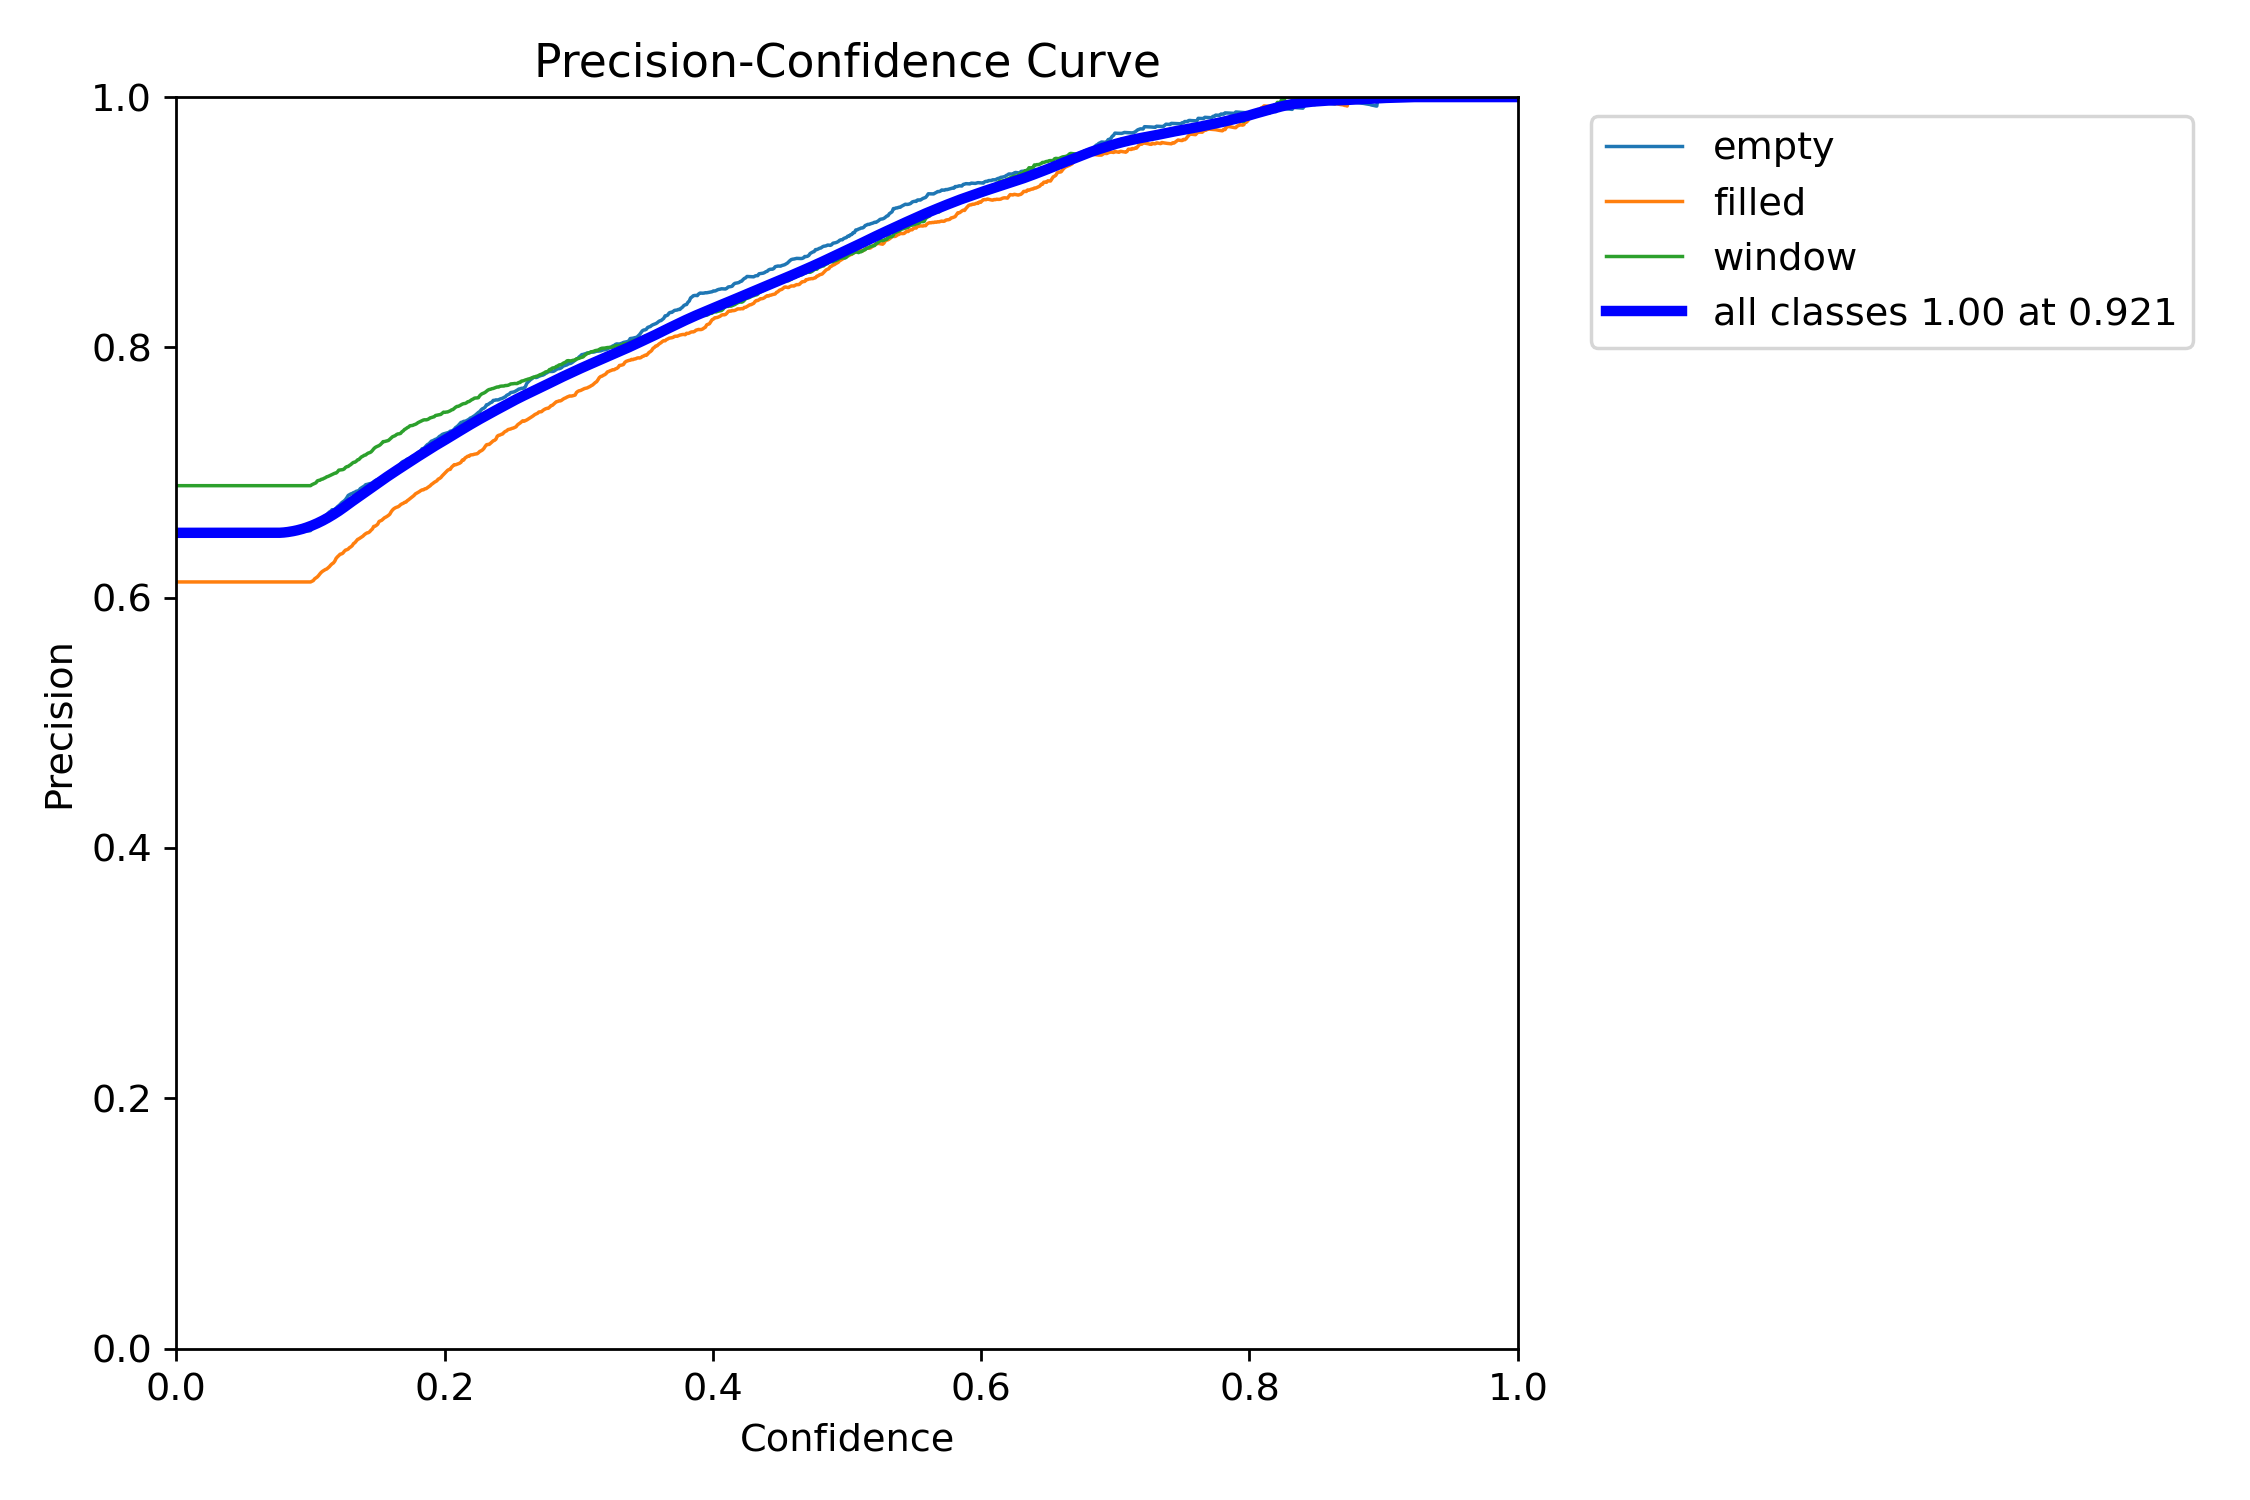 Precision-Confidence Curve
1.0
0.8
0.6
0.4
0.2
0.0
Precision
0.0 0.2 0.4 0.6 0.8 1.0
Confidence
empty
filled
window
all classes 1.00 at 0.921